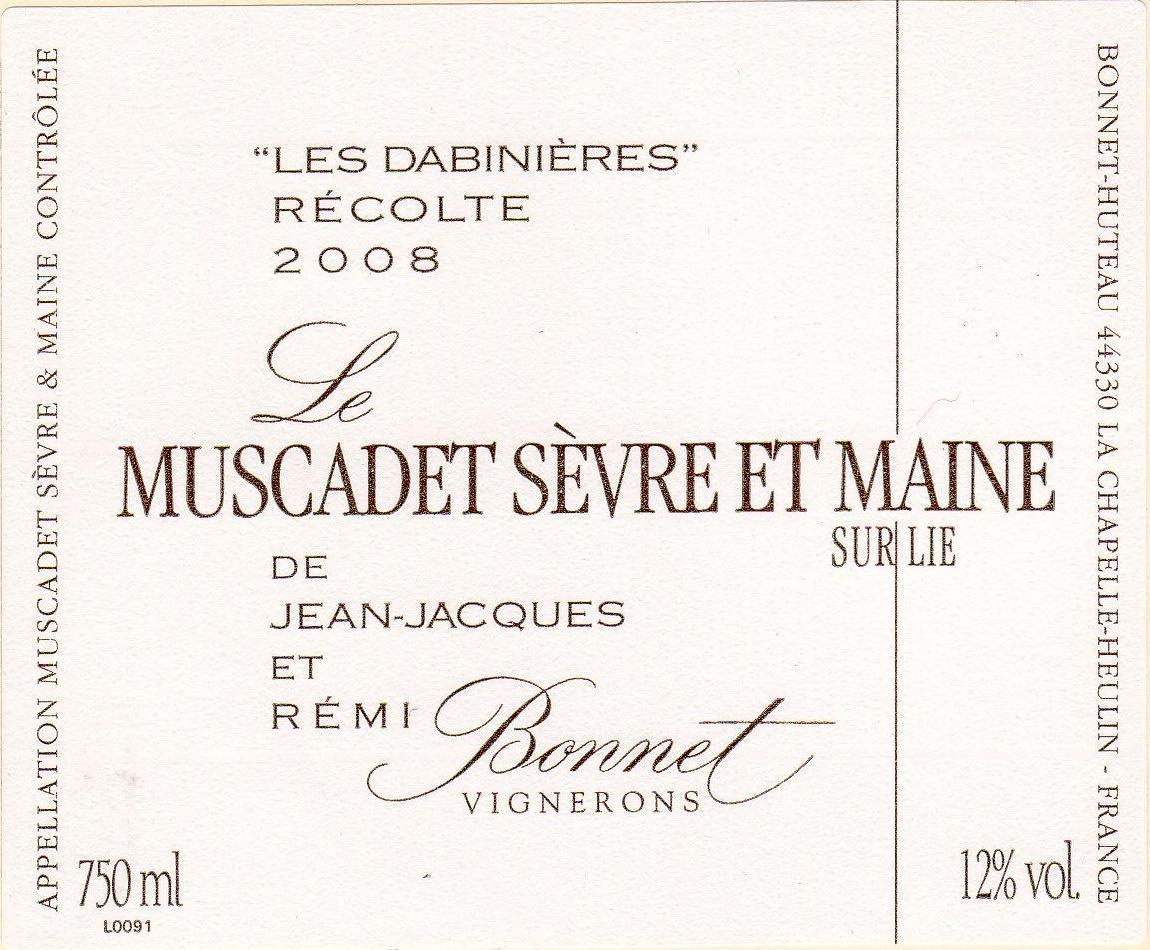 APPELLATION MUSCADET SÈVRE & MAINE CONTRÔLÉE
"LES DABINIÈRES"
RÉCOLTE
2008
Le
MUSCADET SÈVRE ET MAINE
SUR LIE
DE
JEAN-JACQUES
ET
RÉMI Bonnet
VIGNERONS
750 ml
L0091
12% vol.
BONNET-HUTEAU 44330 LA CHAPELLE-HEULIN - FRANCE